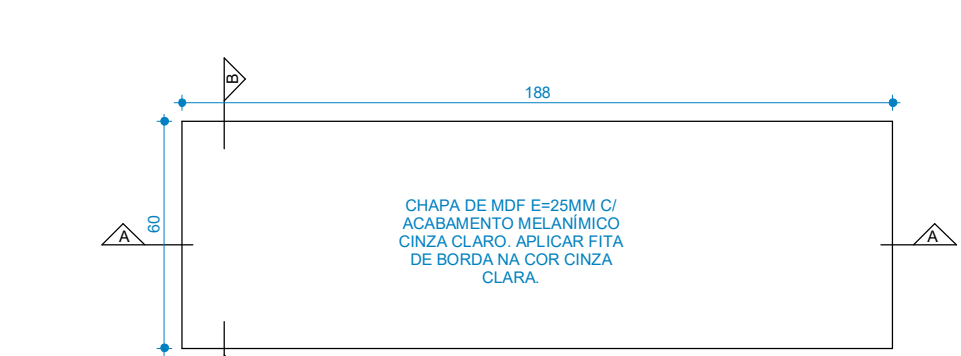 B
188
60
CHAPA DE MDF E=25MM C/
ACABAMENTO MELANÍMICO
CINZA CLARO. APLICAR FITA
DE BORDA NA COR CINZA
CLARA.
A
A